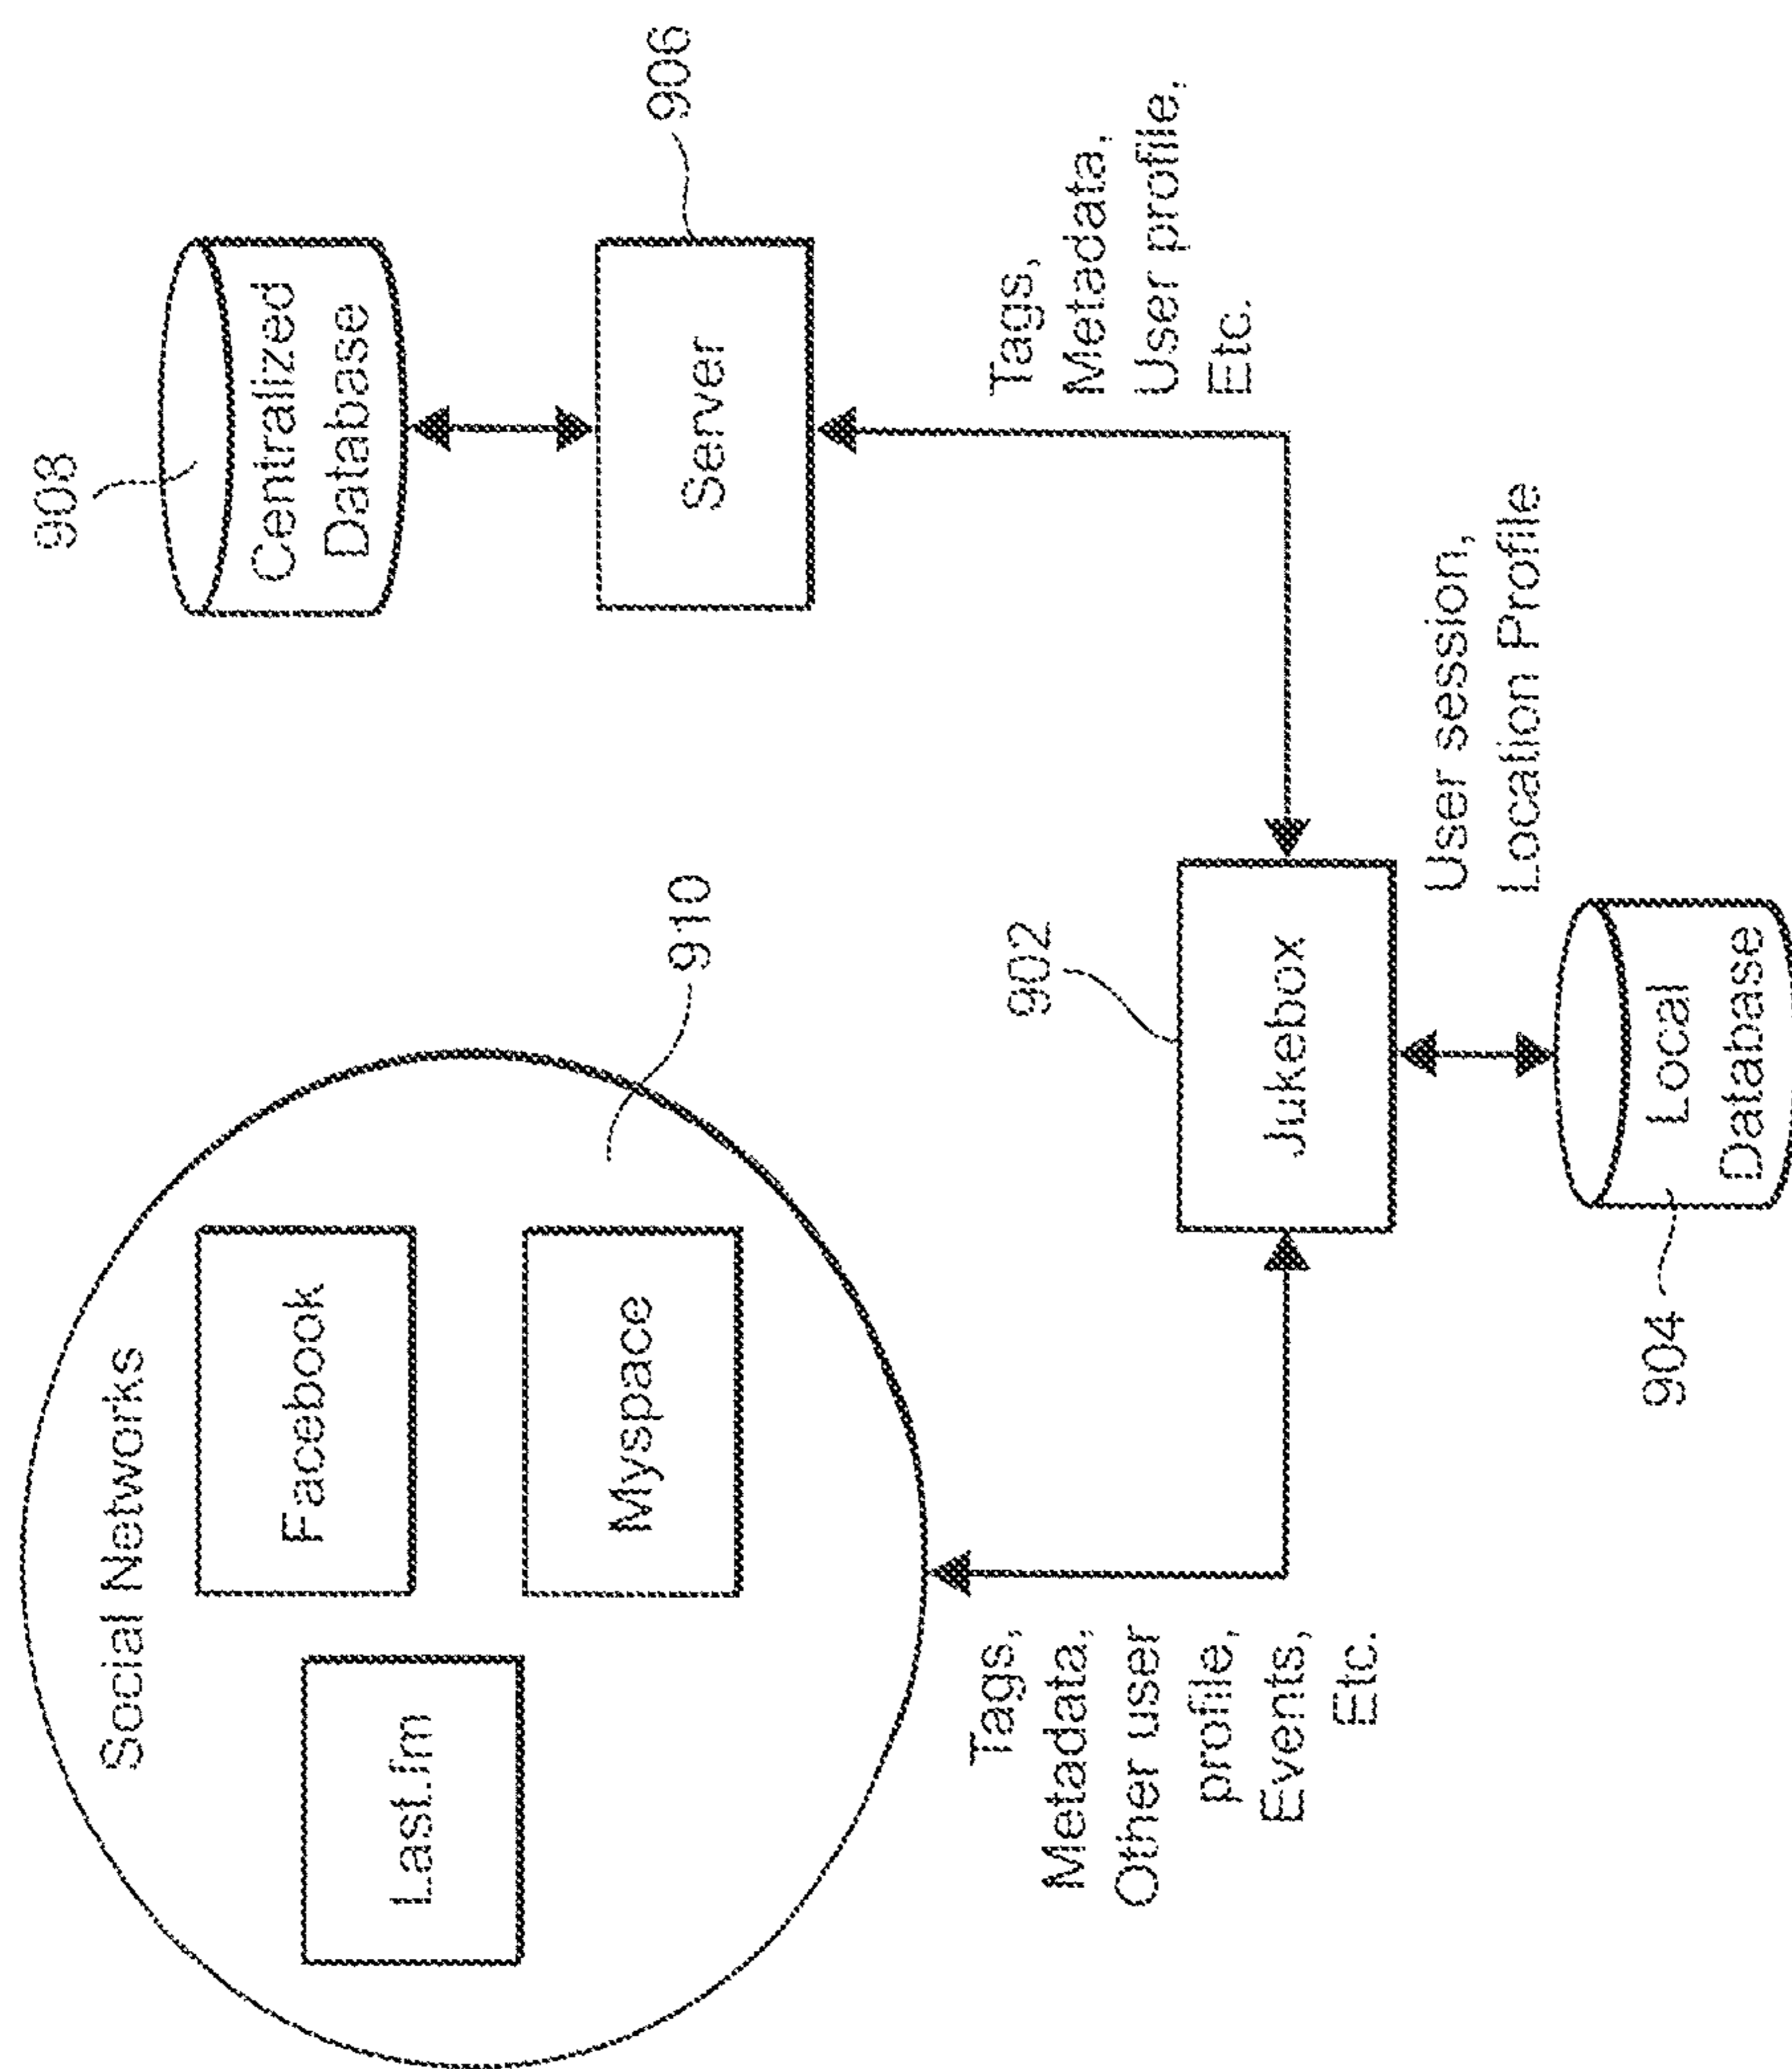 Social Networks
Last.fm
Facebook
Myspace
910
908
Centralized
Database
Server
906
Tags,
Metadata,
Other user
profile,
Events,
Etc.
902
Jukebox
Tags,
Metadata,
User profile,
Etc.
User session,
Location Profile
904
Local
Database